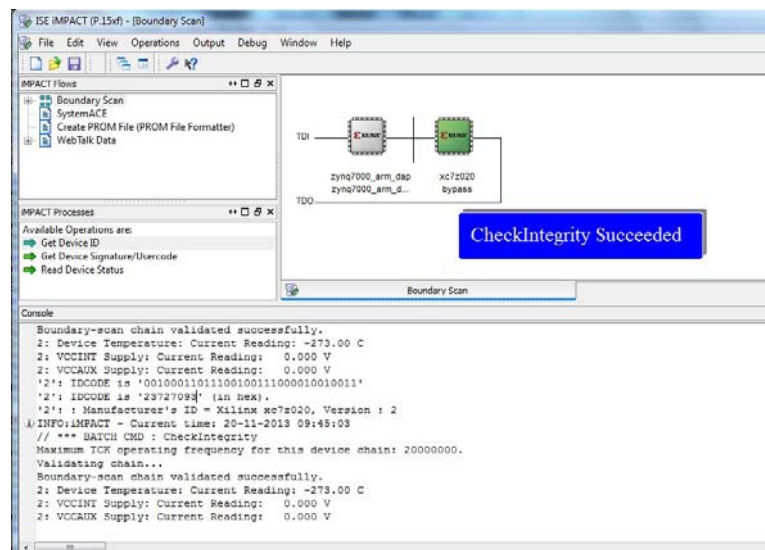 ISE iMPACT (P.15xf) - [Boundary Scan]
File Edit View Operations Output Debug Window Help
iMPACT Flows
Boundary Scan
SystemACE
Create PROM File (PROM File Formatter)
WebTalk Data
TDI
XILINX
XILINX
zynq7000_arm_dap
zynq7000_arm_d...
xc7z020
bypass
TDO
iMPACT Processes
Available Operations are:
Get Device ID
Get Device Signature/Usercode
Read Device Status
CheckIntegrity Succeeded
Boundary Scan
Console
Boundary-scan chain validated successfully.
2: Device Temperature: Current Reading: -273.00 C
2: VCCINT Supply: Current Reading: 0.000 V
2: VCCAUX Supply: Current Reading: 0.000 V
'2': IDCODE is '00100011011100100111000010010011'
'2': IDCODE is '23727093' (in hex).
'2': : Manufacturer's ID = Xilinx xc7z020, Version : 2
INFO:iMPACT - Current time: 20-11-2013 09:45:03
// *** BATCH CMD : CheckIntegrity
Maximum TCK operating frequency for this device chain: 20000000.
Validating chain...
Boundary-scan chain validated successfully.
2: Device Temperature: Current Reading: -273.00 C
2: VCCINT Supply: Current Reading: 0.000 V
2: VCCAUX Supply: Current Reading: 0.000 V